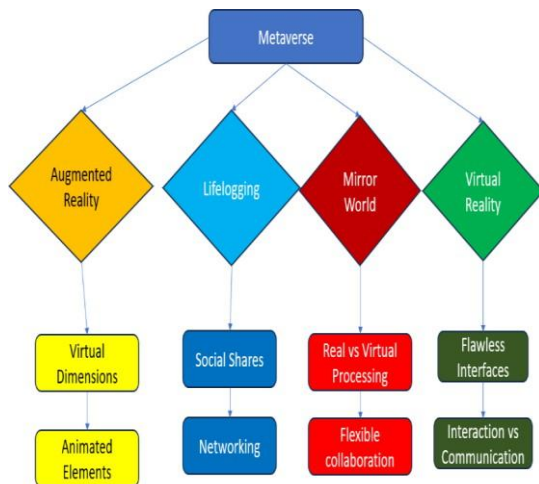 Metaverse
Augmented
Reality
Lifelogging
Mirror
World
Virtual
Reality
Virtual
Dimensions
Social Shares
Real vs Virtual
Processing
Flawless
Interfaces
Animated
Elements
Networking
Flexible
collaboration
Interaction vs
Communication